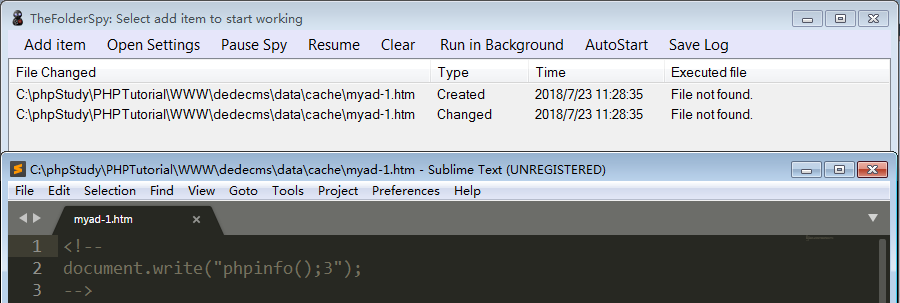 TheFolderSpy: Select add item to start working
Add item Open Settings Pause Spy Resume Clear Run in Background AutoStart Save Log
File Changed Type Time Executed file
C:\phpStudy\PHPTutorial\WWW\dedecms\data\cache\myad-1.htm Created 2018/7/23 11:28:35 File not found.
C:\phpStudy\PHPTutorial\WWW\dedecms\data\cache\myad-1.htm Changed 2018/7/23 11:28:35 File not found.
C:\phpStudy\PHPTutorial\WWW\dedecms\data\cache\myad-1.htm - Sublime Text (UNREGISTERED)
File Edit Selection Find View Goto Tools Project Preferences Help
myad-1.htm
1 <!--
2 document.write("phpinfo();3");
3 -->